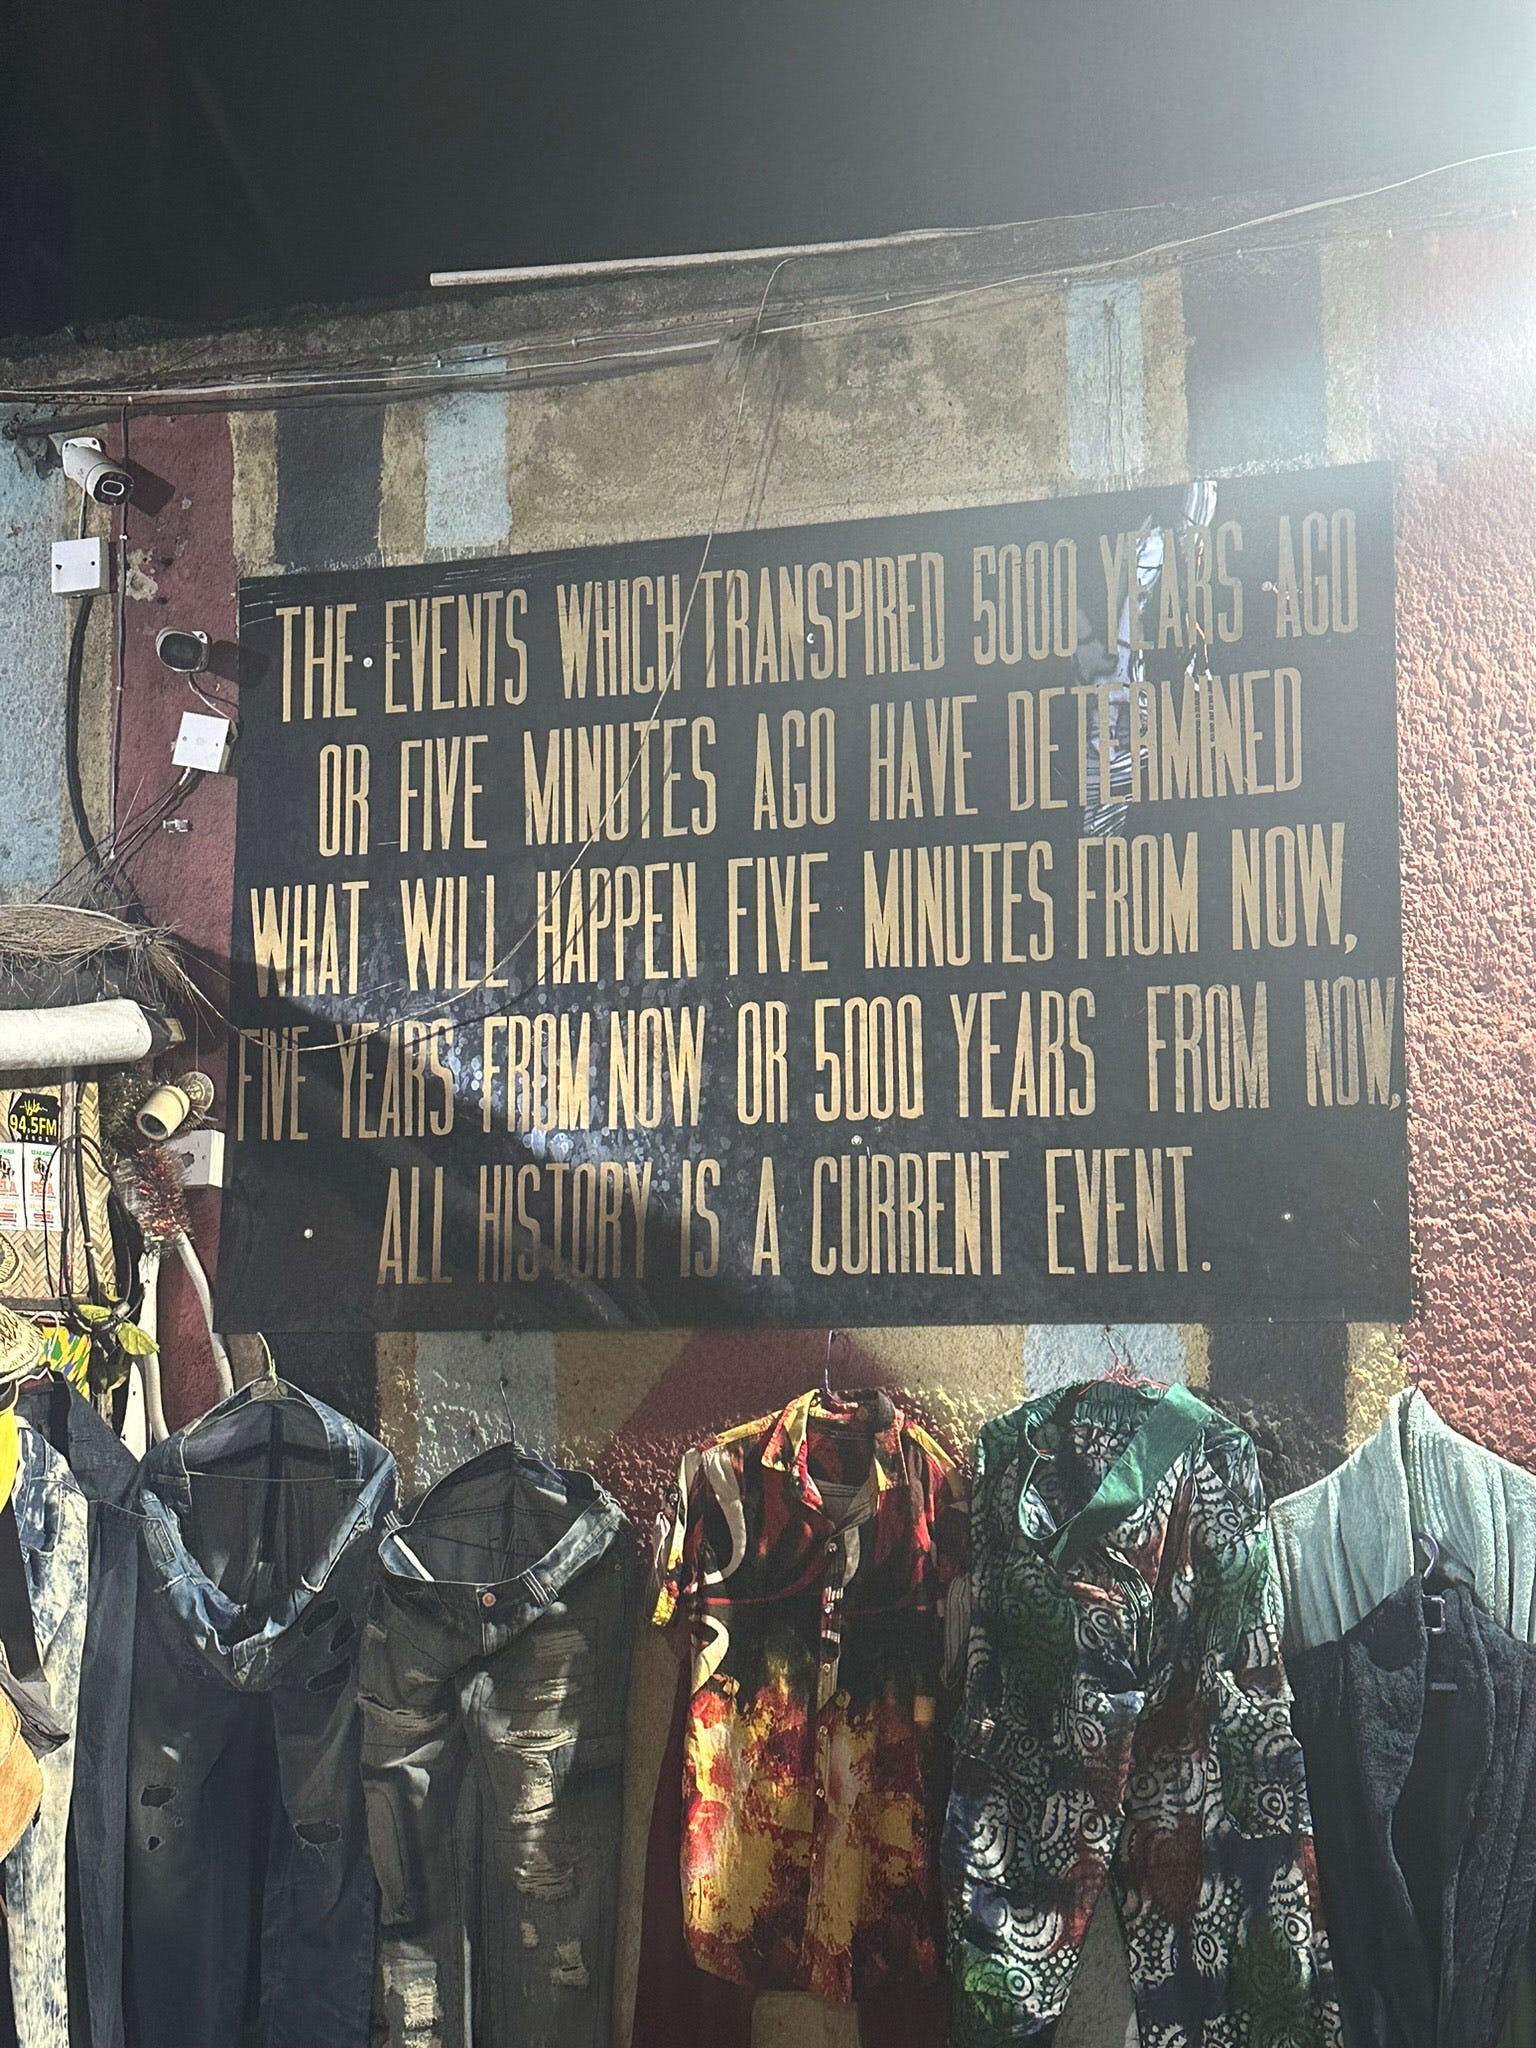 THE EVENTS WHICH TRANSPIRED 5000 YEARS AGO
OR FIVE MINUTES AGO HAVE DETERMINED
WHAT WILL HAPPEN FIVE MINUTES FROM NOW,
FIVE YEARS FROM NOW OR 5000 YEARS FROM NOW,
ALL HISTORY IS A CURRENT EVENT.
94.5FM